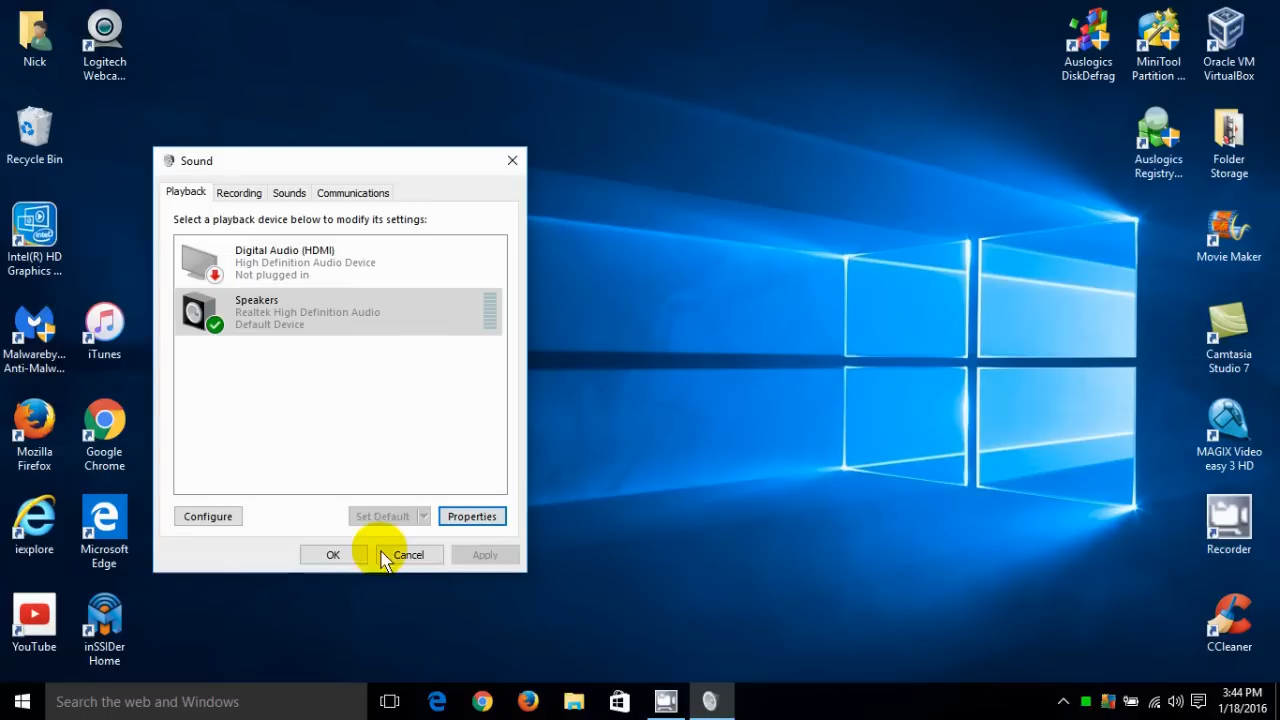 Nick
Logitech
Webca...
Recycle Bin
Intel(R) HD
Graphics ...
Malwareby...
Anti-Malw...
iTunes
Mozilla
Firefox
Google
Chrome
iexplore
Microsoft
Edge
YouTube
inSSIDer
Home
Sound
Playback
Recording
Sounds
Communications
Select a playback device below to modify its settings:
Digital Audio (HDMI)
High Definition Audio Device
Not plugged in
Speakers
Realtek High Definition Audio
Default Device
Configure
Set Default
Properties
OK
Cancel
Apply
Auslogics
DiskDefrag
MiniTool
Partition ...
Oracle VM
VirtualBox
Auslogics
Registry...
Folder
Storage
Movie Maker
Camtasia
Studio 7
MAGIX Video
easy 3 HD
Recorder
CCleaner
Search the web and Windows
3:44 PM
1/18/2016